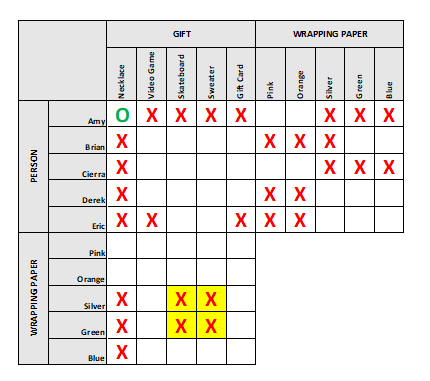 GIFT WRAPPING PAPER
Necklace Video Game Skateboard Sweater Gift Card Pink Orange Silver Green Blue
PERSON
Amy O X X X X X X X
Brian X X X X
Cierra X X X X
Derek X X X
Eric X X X X X
WRAPPING PAPER
Pink
Orange
Silver X X X
Green X X X
Blue X